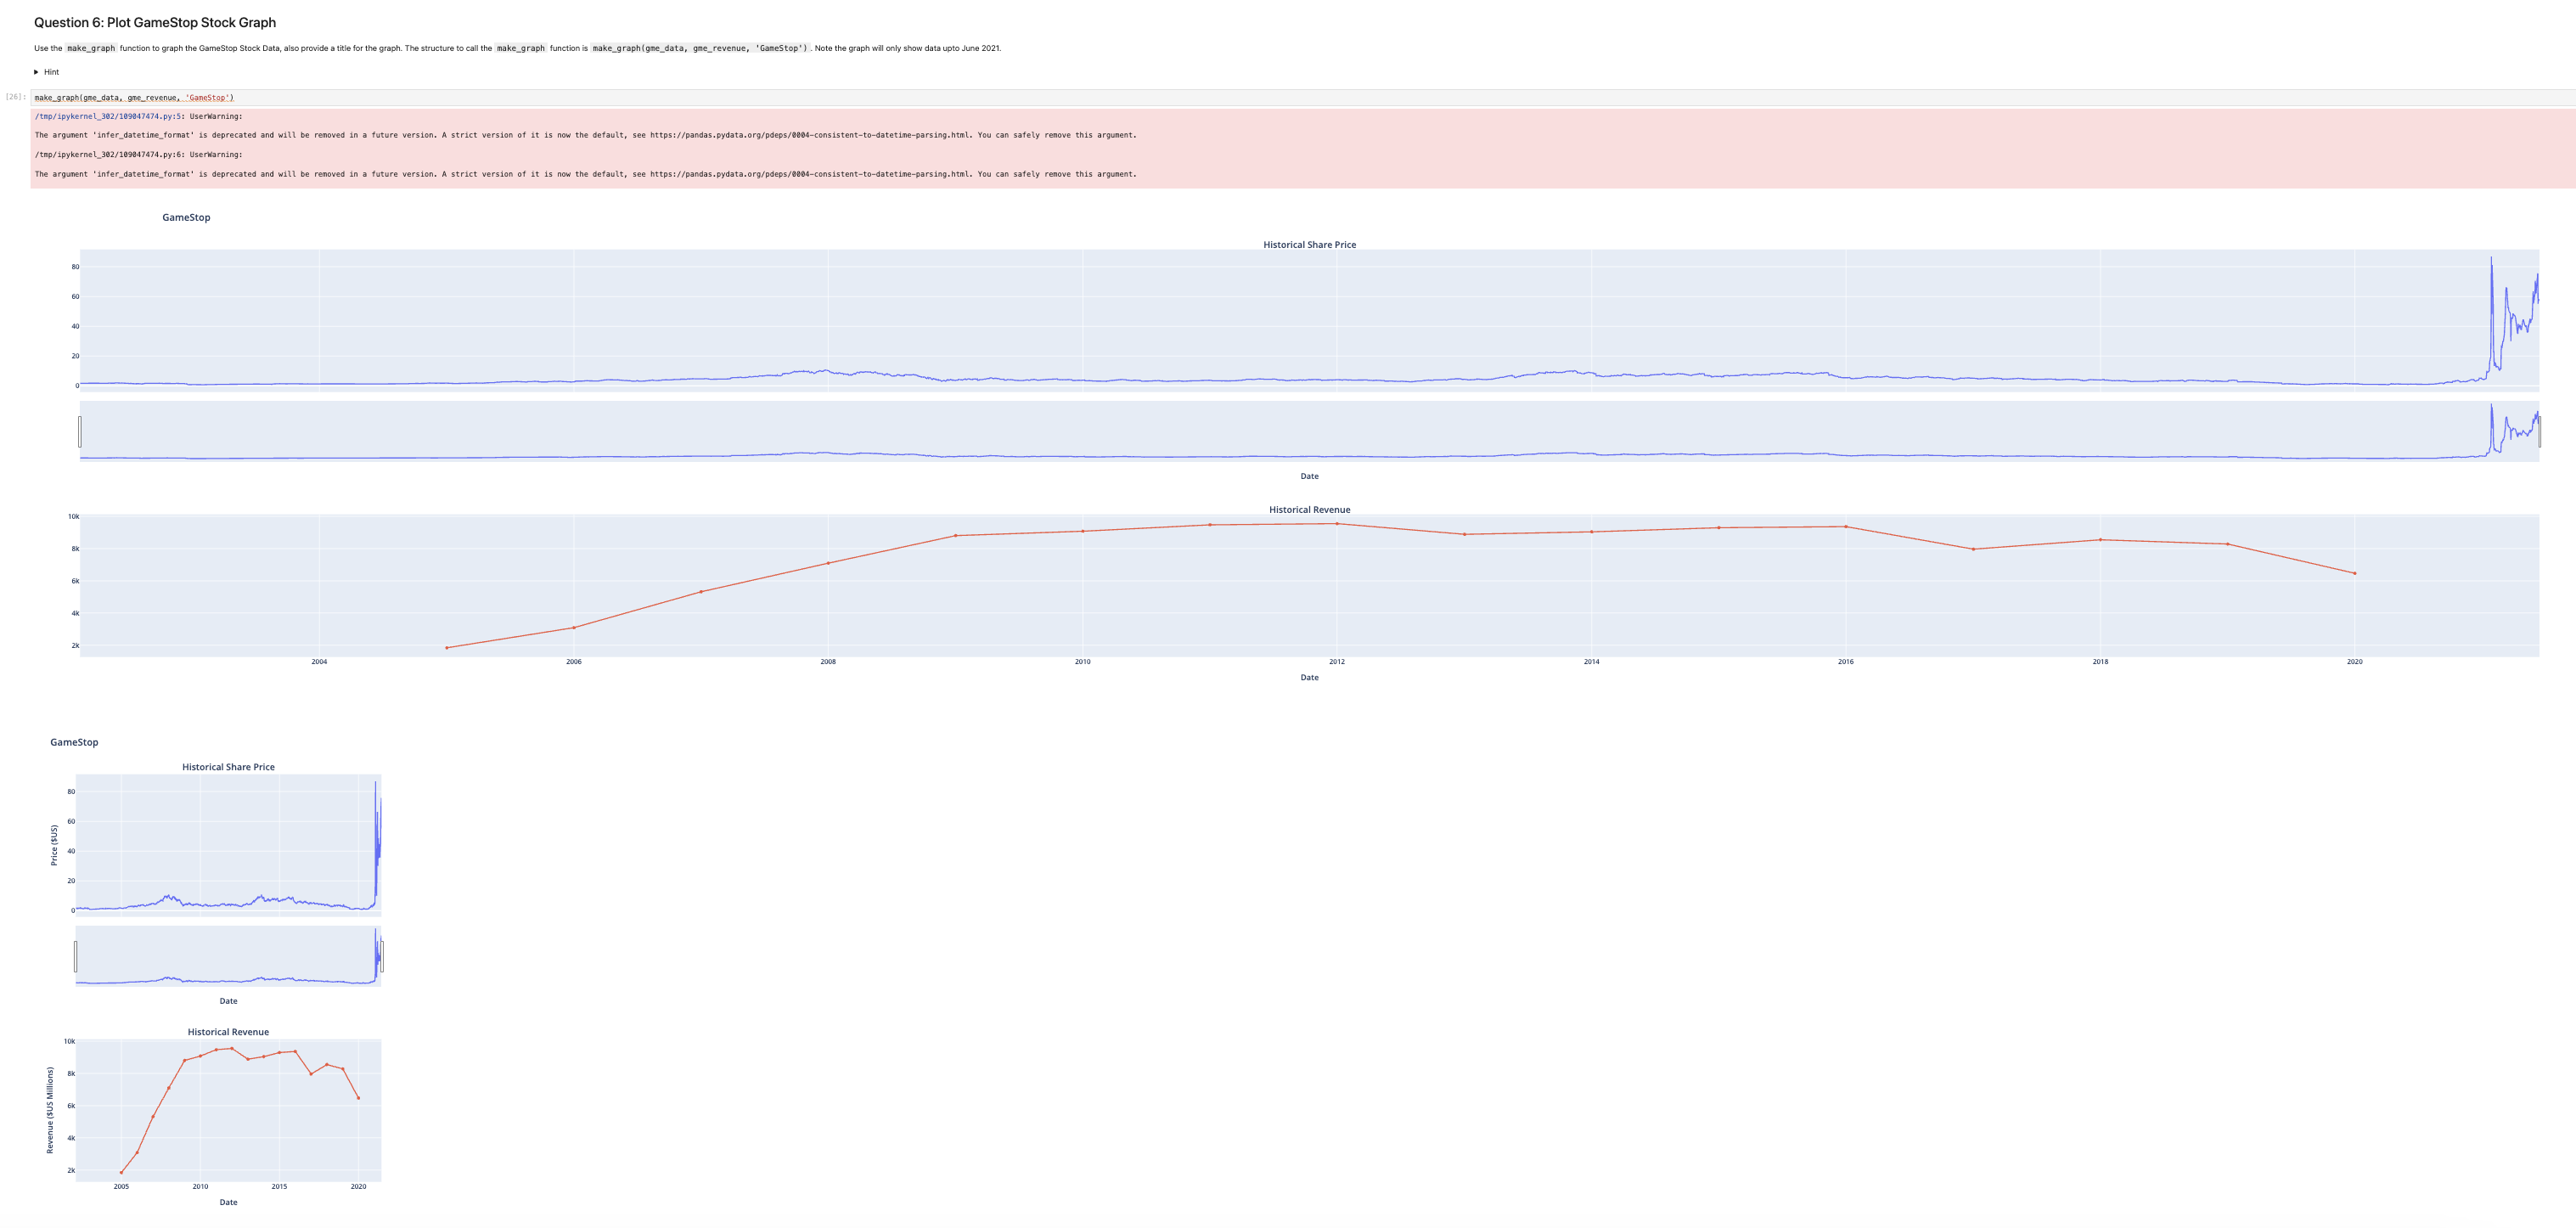 Question 6: Plot GameStop Stock Graph
Use the make_graph function to graph the GameStop Stock Data, also provide a title for the graph. The structure to call the make_graph function is make_graph(gme_data, gme_revenue, 'GameStop') . Note the graph will only show data upto June 2021.
Hint
[26]: make_graph(gme_data, gme_revenue, 'GameStop')
/tmp/ipykernel_302/109047474.py:5: UserWarning:
The argument 'infer_datetime_format' is deprecated and will be removed in a future version. A strict version of it is now the default, see https://pandas.pydata.org/pdeps/0004-consistent-to-datetime-parsing.html. You can safely remove this argument.
/tmp/ipykernel_302/109047474.py:6: UserWarning:
The argument 'infer_datetime_format' is deprecated and will be removed in a future version. A strict version of it is now the default, see https://pandas.pydata.org/pdeps/0004-consistent-to-datetime-parsing.html. You can safely remove this argument.
GameStop
Historical Share Price
80
60
40
20
0
Date
Historical Revenue
10k
8k
6k
4k
2k
2004 2006 2008 2010 2012 2014 2016 2018 2020
Date
GameStop
Historical Share Price
Price ($US)
80
60
40
20
0
Date
Historical Revenue
Revenue ($US Millions)
10k
8k
6k
4k
2k
2005 2010 2015 2020
Date